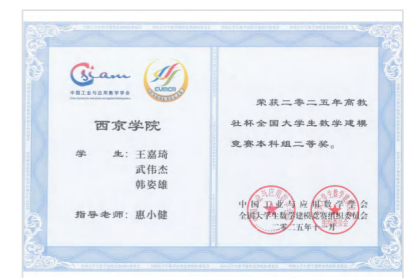 CSIAM
中国工业与应用数学学会
CUMCM
西京学院
学 生：王嘉琦
武伟杰
韩姿雄
指导老师：惠小健
荣获二零二五年高教
社杯全国大学生数学建模
竞赛本科组二等奖。
中国工业与应用数学学会
全国大学生数学建模竞赛组织委员会
二零二五年十一月